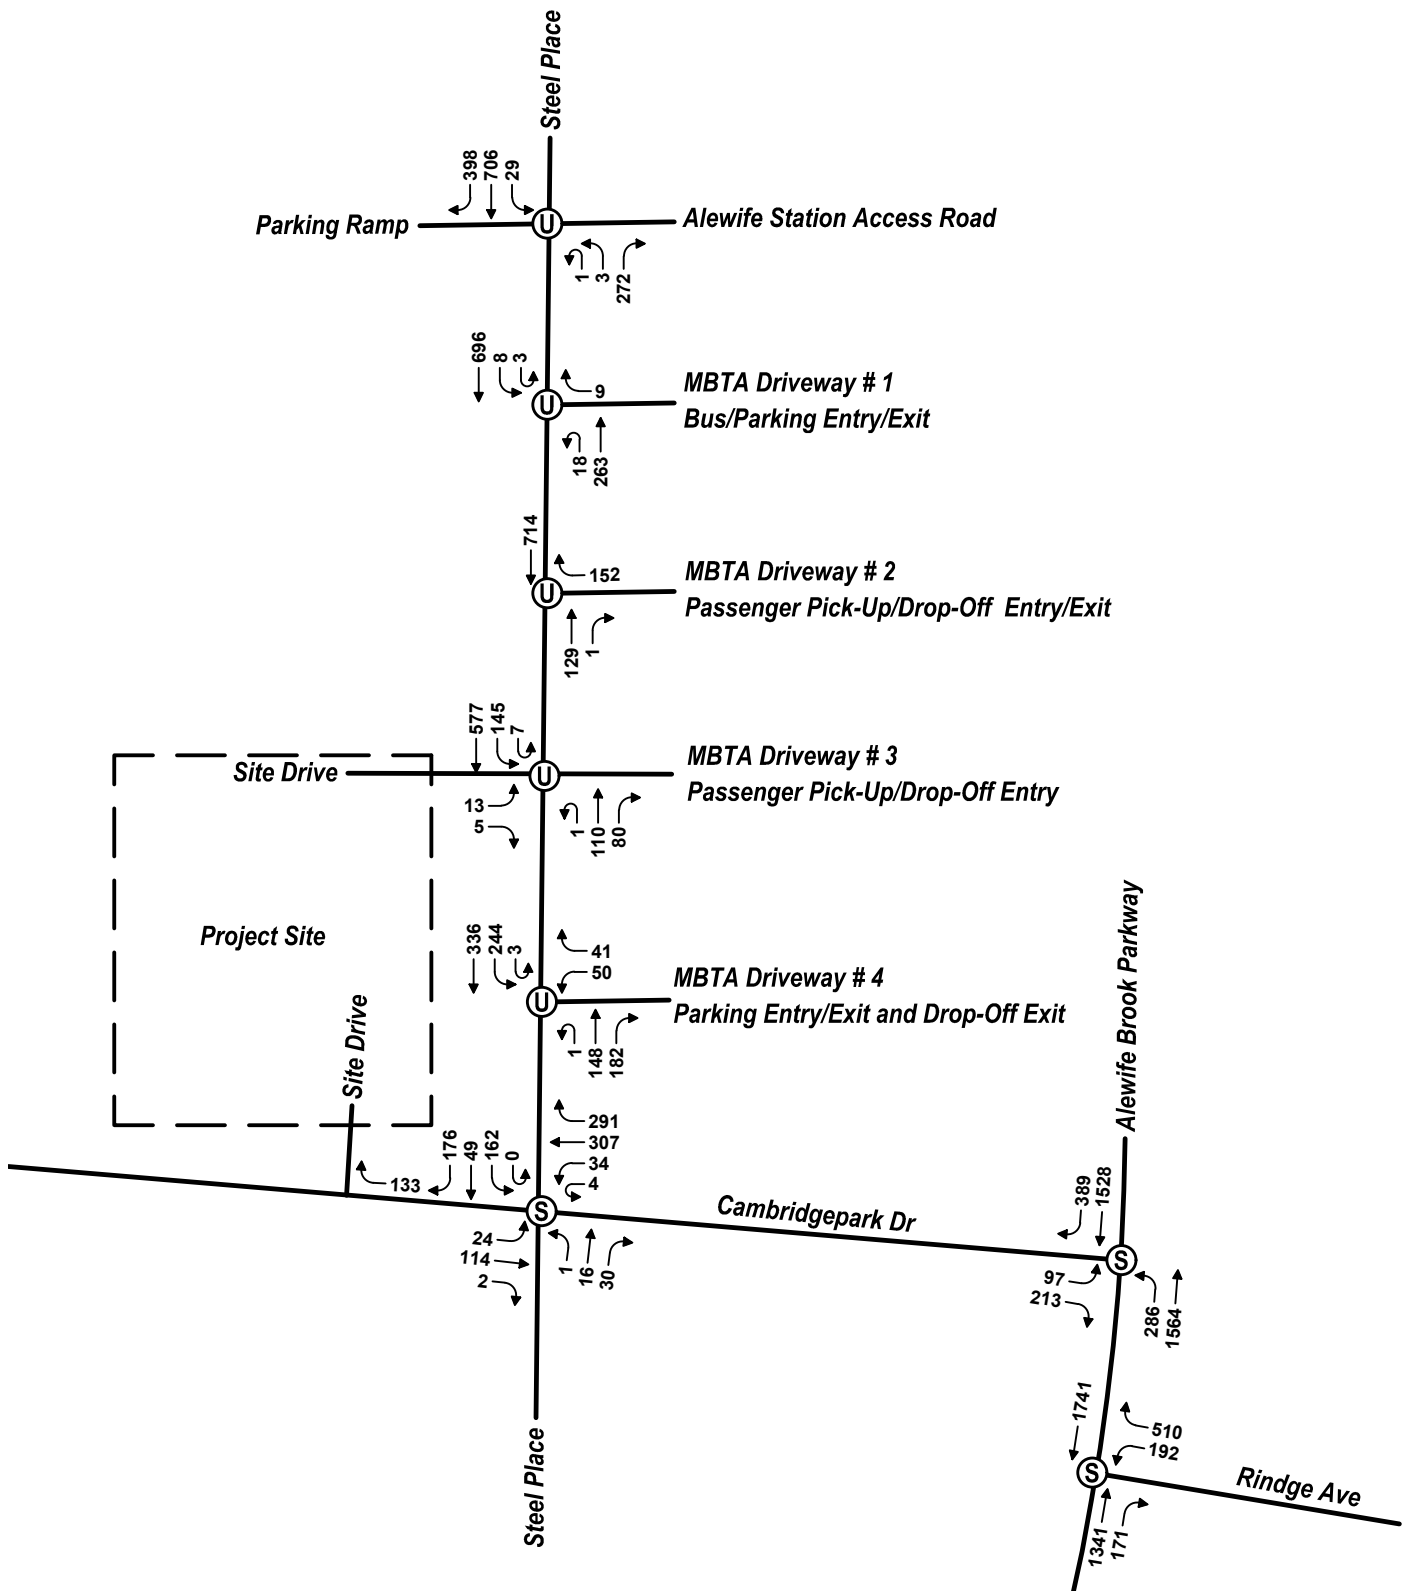 Steel Place
398
706
29
Parking Ramp
U
Alewife Station Access Road
1
3
272
696
8
3
9
U
MBTA Driveway # 1
Bus/Parking Entry/Exit
18
263
714
152
U
MBTA Driveway # 2
Passenger Pick-Up/Drop-Off Entry/Exit
129
1
577
145
7
Site Drive
U
MBTA Driveway # 3
Passenger Pick-Up/Drop-Off Entry
13
5
1
110
80
Project Site
336
244
3
41
50
U
MBTA Driveway # 4
Parking Entry/Exit and Drop-Off Exit
1
148
182
Site Drive
Alewife Brook Parkway
133
176
49
162
0
291
307
34
4
S
Cambridgepark Dr
24
114
2
1
16
30
389
1528
S
97
213
286
1564
Steel Place
1741
510
192
S
Rindge Ave
1341
171